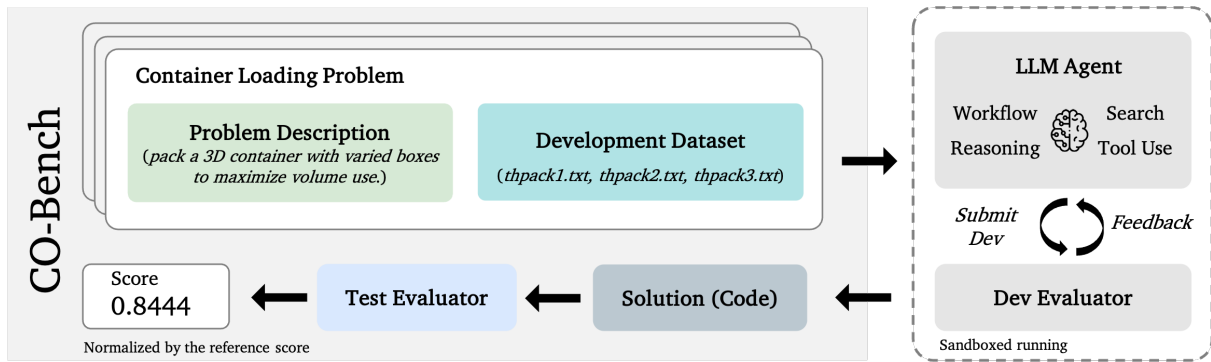 CO-Bench
Container Loading Problem
Problem Description
(pack a 3D container with varied boxes
to maximize volume use.)
Development Dataset
(thpack1.txt, thpack2.txt, thpack3.txt)
LLM Agent
Workflow
Search
Reasoning
Tool Use
Submit
Dev
Feedback
Dev Evaluator
Sandboxed running
Solution (Code)
Test Evaluator
Score
0.8444
Normalized by the reference score